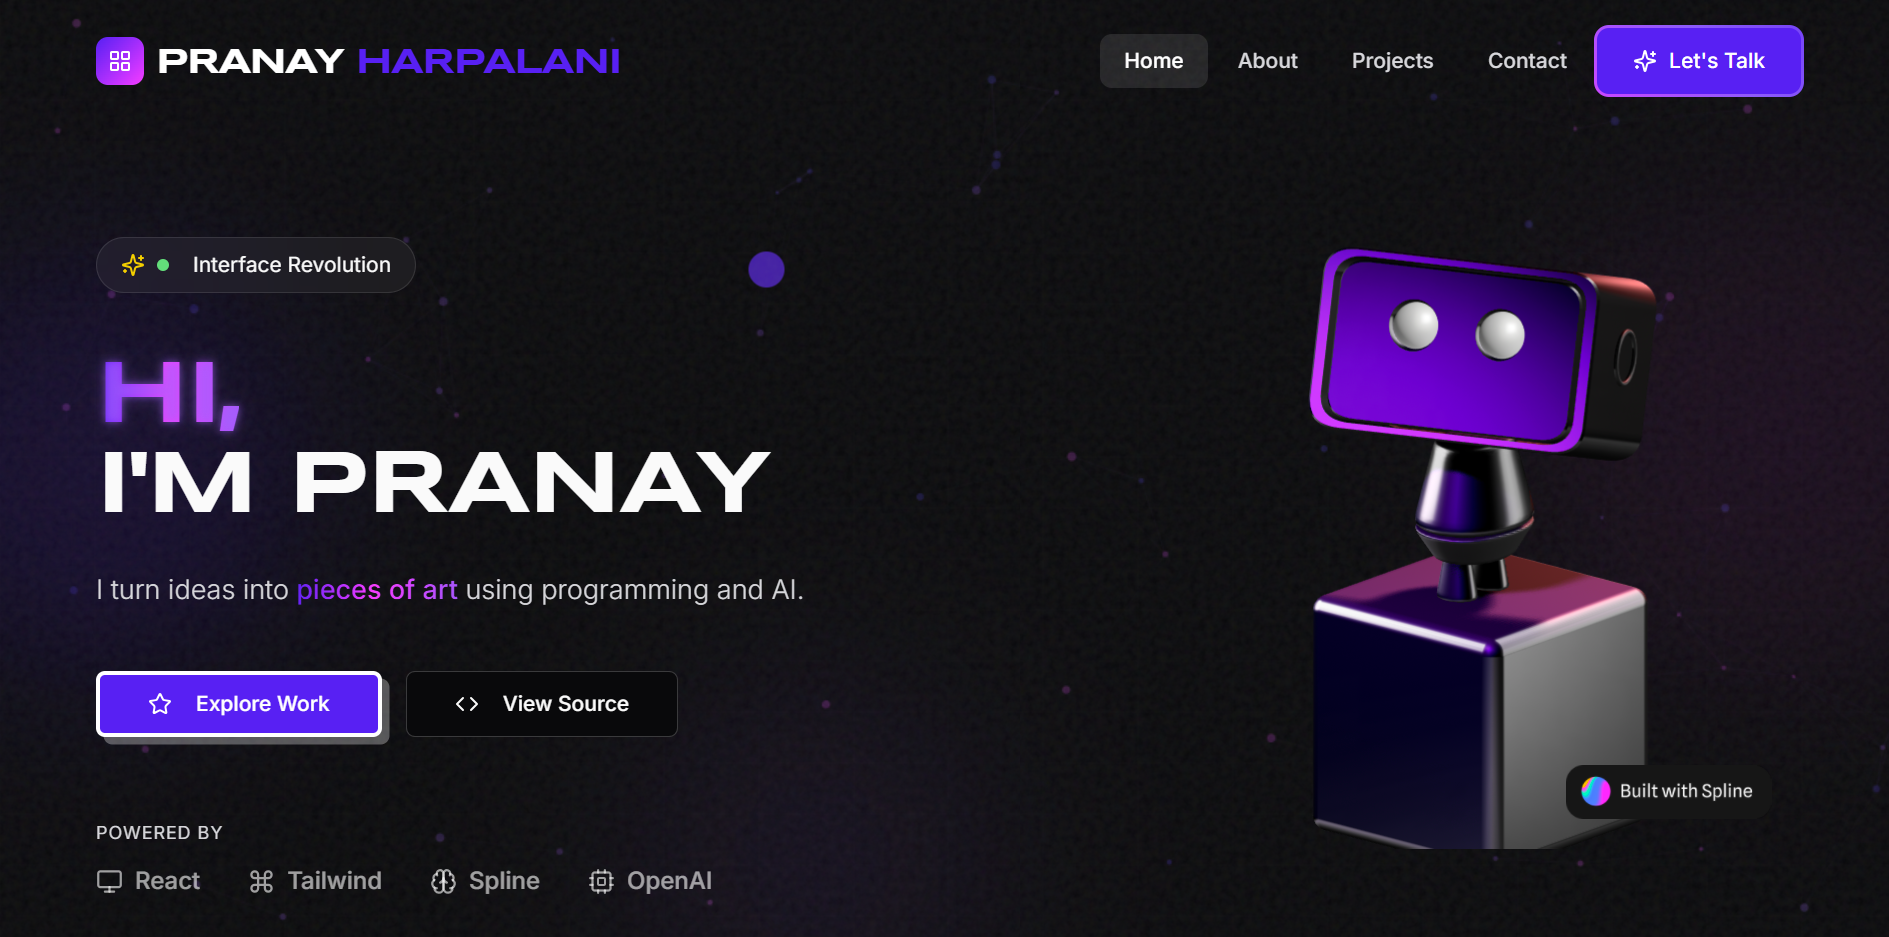 PRANAY HARPALANI
Home About Projects Contact Let's Talk
Interface Revolution
HI,
I'M PRANAY
I turn ideas into pieces of art using programming and AI.
Explore Work View Source
Built with Spline
POWERED BY
React Tailwind Spline OpenAI